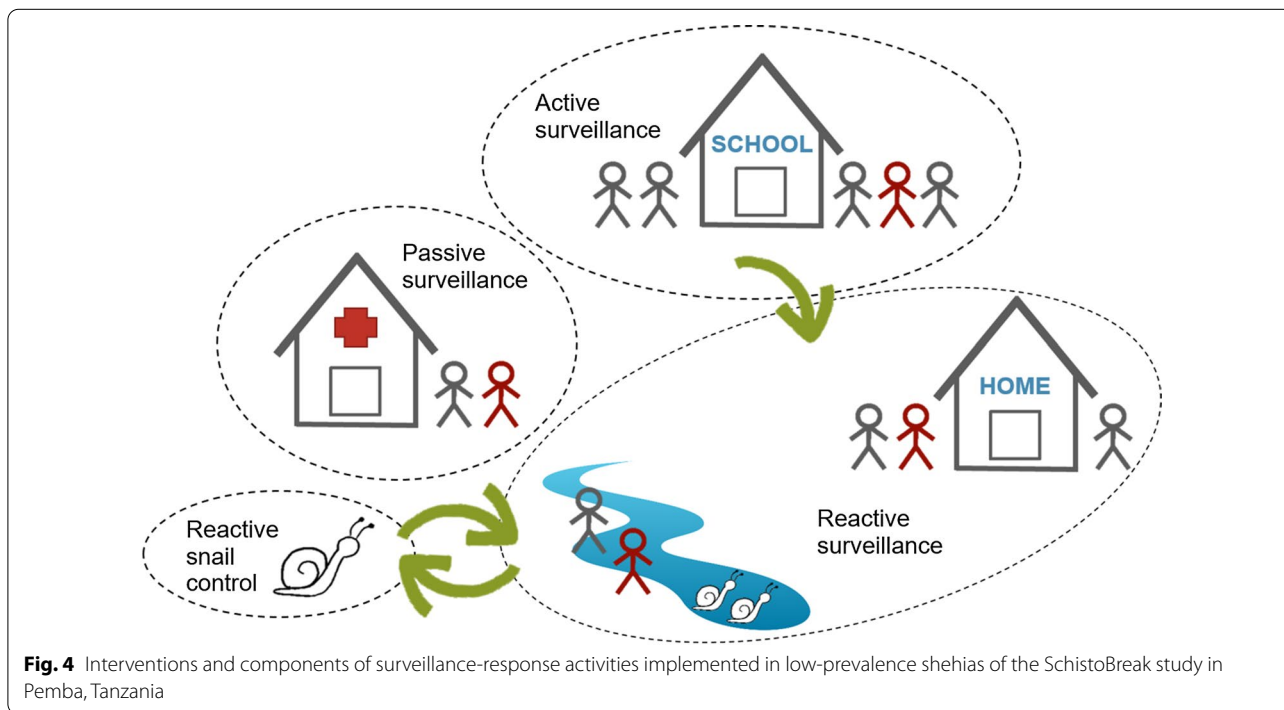 Active
surveillance
SCHOOL
Passive
surveillance
HOME
Reactive
surveillance
Reactive
snail
control
Fig. 4 Interventions and components of surveillance-response activities implemented in low-prevalence shehias of the SchistoBreak study in
Pemba, Tanzania